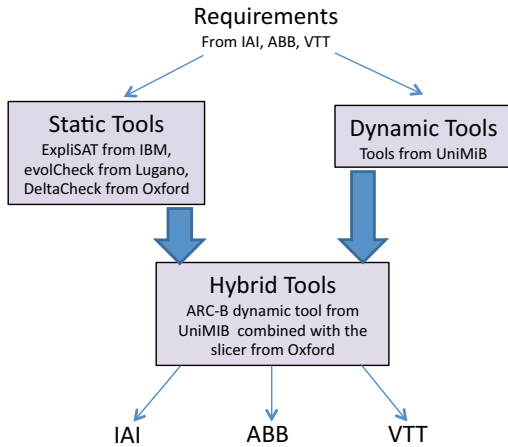 Requirements
From IAI, ABB, VTT
Static Tools
ExpliSAT from IBM,
evolCheck from Lugano,
DeltaCheck from Oxford
Dynamic Tools
Tools from UniMiB
Hybrid Tools
ARC-B dynamic tool from
UniMIB combined with the
slicer from Oxford
IAI
ABB
VTT